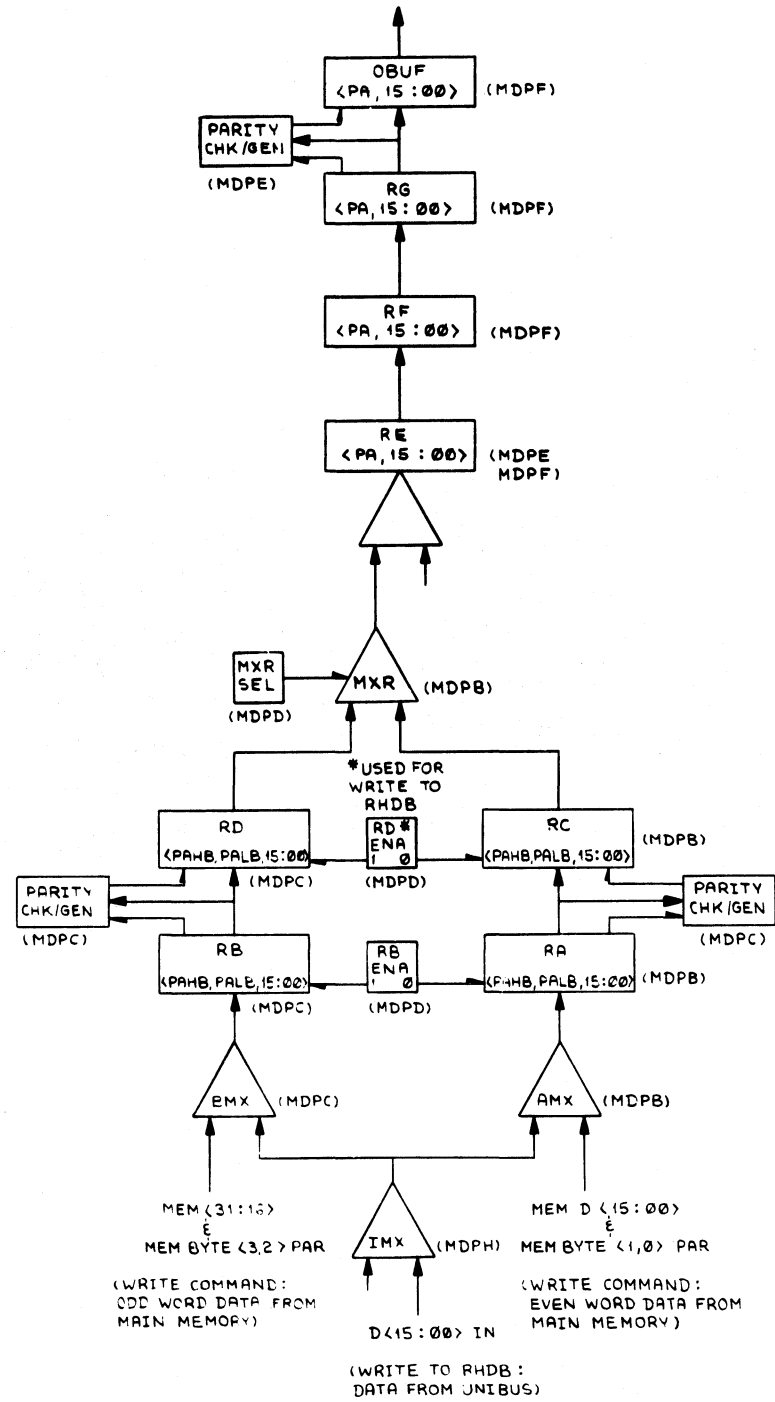 OBUF
<PA, 15:00>
(MDPF)
PARITY
CHK/GEN
(MDPE)
RG
<PA, 15:00>
(MDPF)
RF
<PA, 15:00>
(MDPF)
RE
<PA, 15:00>
(MDPE
MDPF)
MXR
SEL
(MDPD)
MXR
(MDPB)
*USED FOR
WRITE TO
RHDB
RD
<PAHB, PALB, 15:00>
(MDPC)
RD *
ENA
1 0
(MDPD)
RC
<PAHB, PALB, 15:00>
(MDPB)
PARITY
CHK/GEN
(MDPC)
PARITY
CHK/GEN
(MDPC)
RB
<PAHB, PALB, 15:00>
(MDPC)
RB
ENA
1 0
(MDPD)
RA
<PAHB, PALB, 15:00>
(MDPB)
BMX
(MDPC)
AMX
(MDPB)
MEM <31:16>
&
MEM BYTE <3,2> PAR
(WRITE COMMAND:
ODD WORD DATA FROM
MAIN MEMORY)
IMX
(MDPH)
MEM D <15:00>
&
MEM BYTE <1,0> PAR
(WRITE COMMAND:
EVEN WORD DATA FROM
MAIN MEMORY)
D<15:00> IN
(WRITE TO RHDB:
DATA FROM UNIBUS)